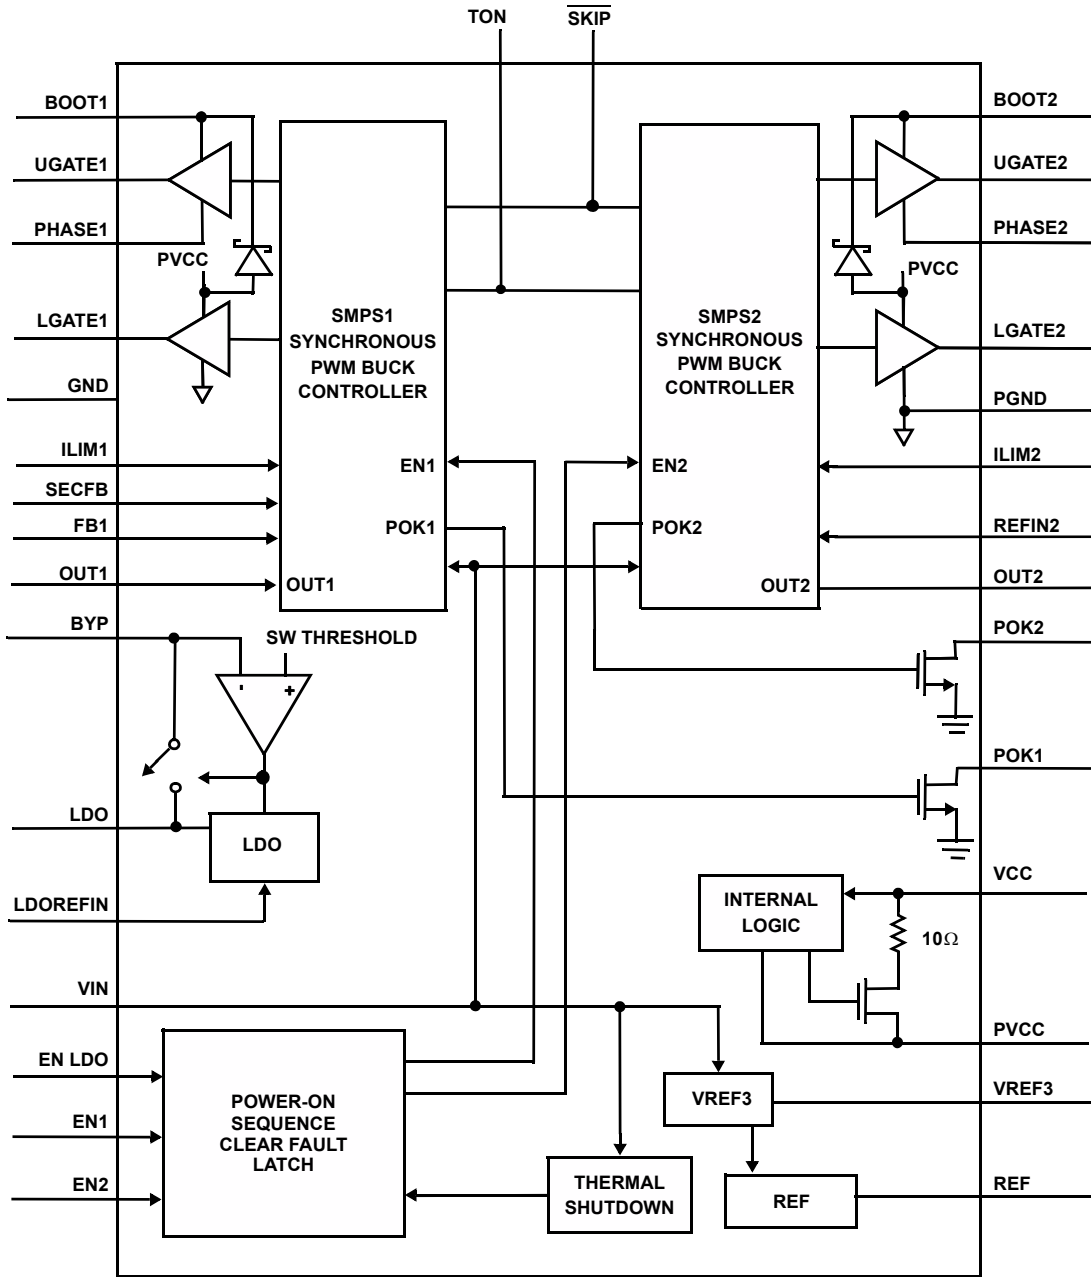 TON
SKIP
BOOT1
UGATE1
PHASE1
PVCC
LGATE1
GND
ILIM1
SECFB
FB1
OUT1
BYP
LDO
LDOREFIN
VIN
EN LDO
EN1
EN2
SMPS1
SYNCHRONOUS
PWM BUCK
CONTROLLER
EN1
POK1
OUT1
SW THRESHOLD
-
+
LDO
SMPS2
SYNCHRONOUS
PWM BUCK
CONTROLLER
EN2
POK2
OUT2
PVCC
BOOT2
UGATE2
PHASE2
LGATE2
PGND
ILIM2
REFIN2
OUT2
POK2
POK1
VCC
INTERNAL
LOGIC
10Ω
PVCC
POWER-ON
SEQUENCE
CLEAR FAULT
LATCH
THERMAL
SHUTDOWN
VREF3
VREF3
REF
REF